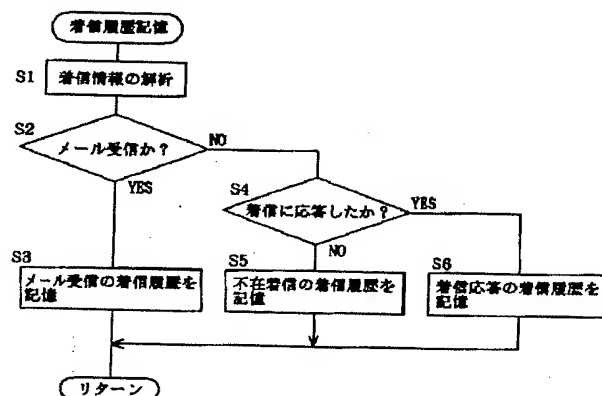 着信履歴記憶
S1
着信情報の解析
S2
メール受信か？
NO
YES
S4
着信に応答したか？
YES
NO
S3
メール受信の着信履歴を
記憶
S5
不在着信の着信履歴を
記憶
S6
着信応答の着信履歴を
記憶
リターン